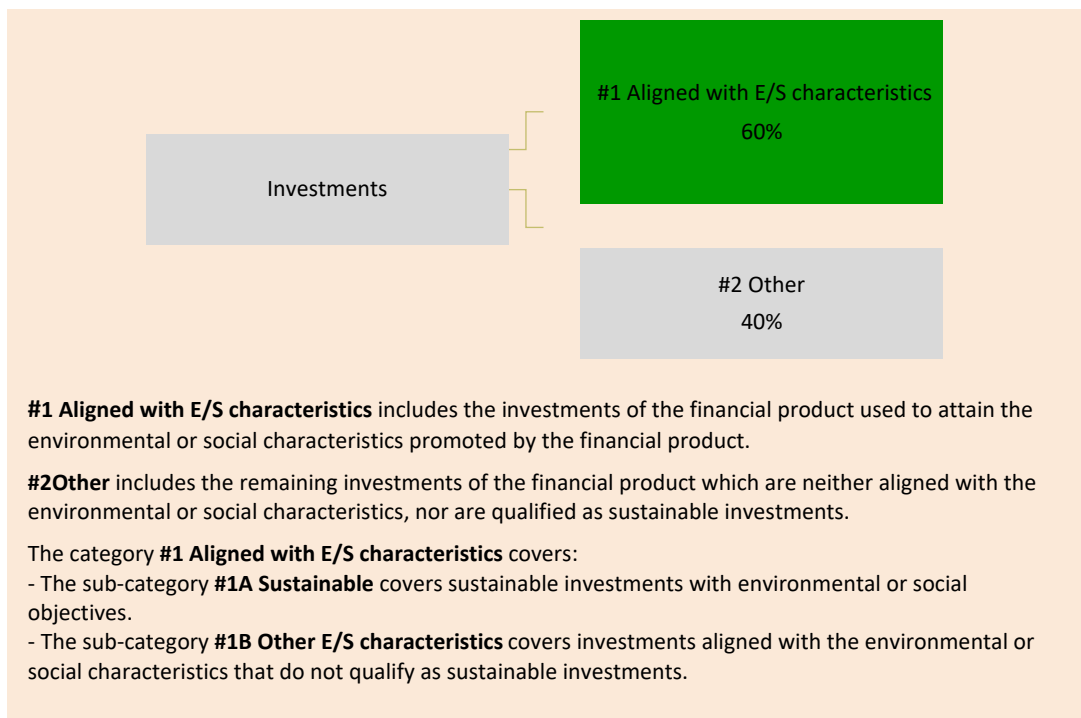 #1 Aligned with E/S characteristics
60%
Investments
#2 Other
40%
#1 Aligned with E/S characteristics includes the investments of the financial product used to attain the
environmental or social characteristics promoted by the financial product.
#2Other includes the remaining investments of the financial product which are neither aligned with the
environmental or social characteristics, nor are qualified as sustainable investments.
The category #1 Aligned with E/S characteristics covers:
- The sub-category #1A Sustainable covers sustainable investments with environmental or social
objectives.
- The sub-category #1B Other E/S characteristics covers investments aligned with the environmental or
social characteristics that do not qualify as sustainable investments.